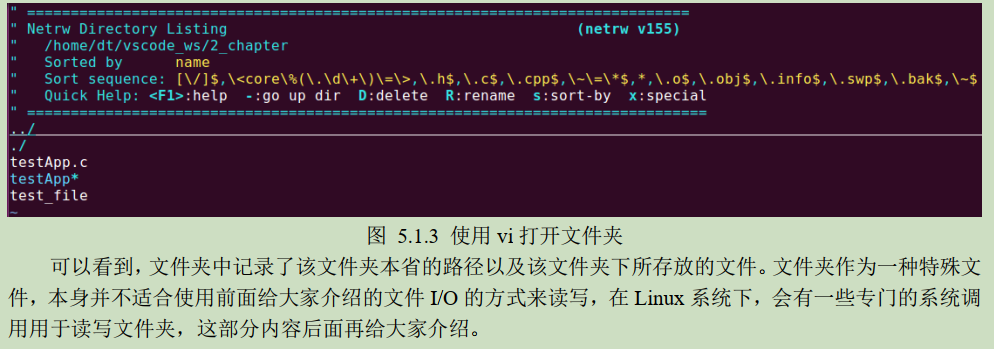 " ============================================================================
" Netrw Directory Listing                                        (netrw v155)
"   /home/dt/vscode_ws/2_chapter
"   Sorted by      name
"   Sort sequence: [\/]$,\<core\%(\.\d\+\)\=\>,\.h$,\.c$,\.cpp$,\~\=\*$,*,\.o$,\.obj$,\.info$,\.swp$,\.bak$,\~$
"   Quick Help: <F1>:help  -:go up dir  D:delete  R:rename  s:sort-by  x:special
" ==============================================================================
../
./
testApp.c
testApp*
test_file
~
图 5.1.3 使用 vi 打开文件夹
可以看到，文件夹中记录了该文件夹本省的路径以及该文件夹下所存放的文件。文件夹作为一种特殊文
件，本身并不适合使用前面给大家介绍的文件 I/O 的方式来读写，在 Linux 系统下，会有一些专门的系统调
用用于读写文件夹，这部分内容后面再给大家介绍。